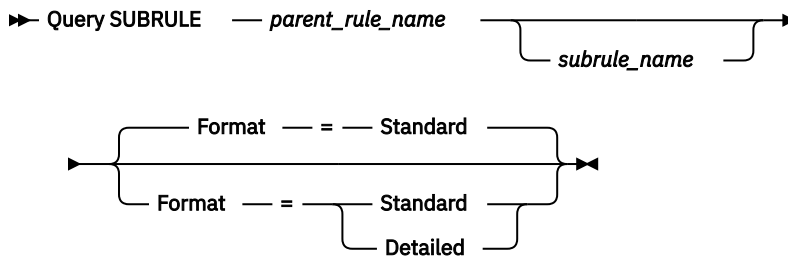 Query SUBRULE parent_rule_name
subrule_name
Format = Standard
Format = Standard
Detailed